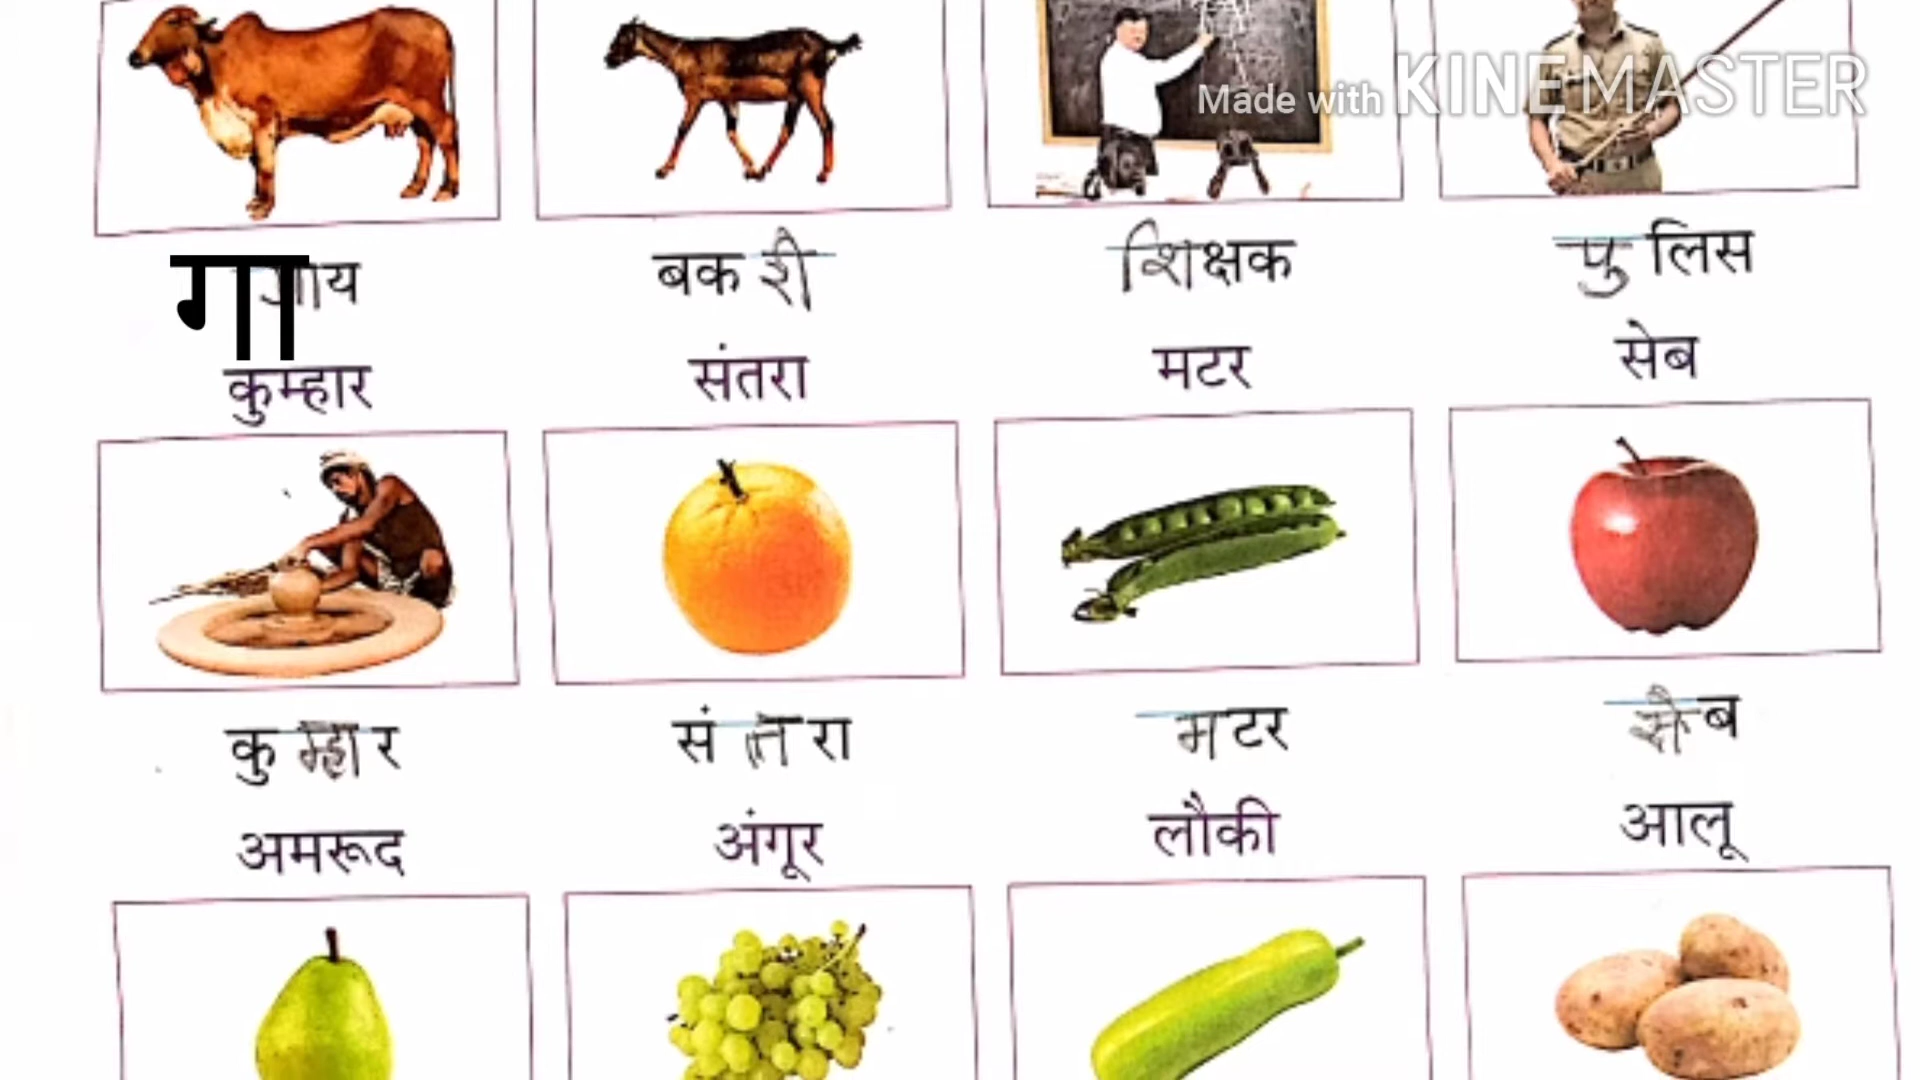 Made with KINEMASTER
गाय बकरी शिक्षक पुलिस
गा
कुम्हार संतरा मटर सेब
कुम्हार संतरा मटर सैब
अमरूद अंगूर लौकी आलू